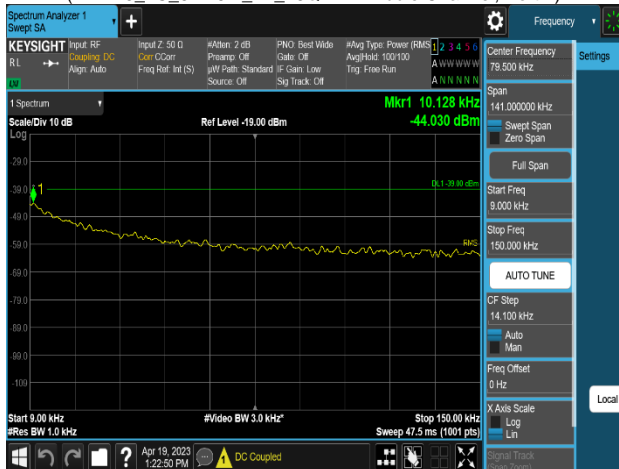 Spectrum Analyzer 1
Swept SA
Frequency
KEYSIGHT
RL
Input: RF
Coupling: DC
Align: Auto
Input Z: 50 Ω
Corr CCorr
Freq Ref: Int (S)
#Atten: 2 dB
Preamp: Off
µW Path: Standard
Source: Off
PNO: Best Wide
Gate: Off
IF Gain: Low
Sig Track: Off
#Avg Type: Power (RMS
Avg|Hold: 100/100
Trig: Free Run
1 2 3 4 5 6
A W W W W W
A N N N N N
1 Spectrum
Scale/Div 10 dB
Ref Level -19.00 dBm
Mkr1 10.128 kHz
-44.030 dBm
Log
-29.0
-39.0
1
DL1 -39.00 dBm
-49.0
-59.0
RMS
-69.0
-79.0
-89.0
-99.0
-109
Start 9.00 kHz
#Video BW 3.0 kHz*
Stop 150.00 kHz
#Res BW 1.0 kHz
Sweep 47.5 ms (1001 pts)
Center Frequency
79.500 kHz
Settings
Span
141.000000 kHz
Swept Span
Zero Span
Full Span
Start Freq
9.000 kHz
Stop Freq
150.000 kHz
AUTO TUNE
CF Step
14.100 kHz
Auto
Man
Freq Offset
0 Hz
X Axis Scale
Log
Lin
Local
Signal Track
(Span Zoom)
?
Apr 19, 2023
1:22:50 PM
DC Coupled